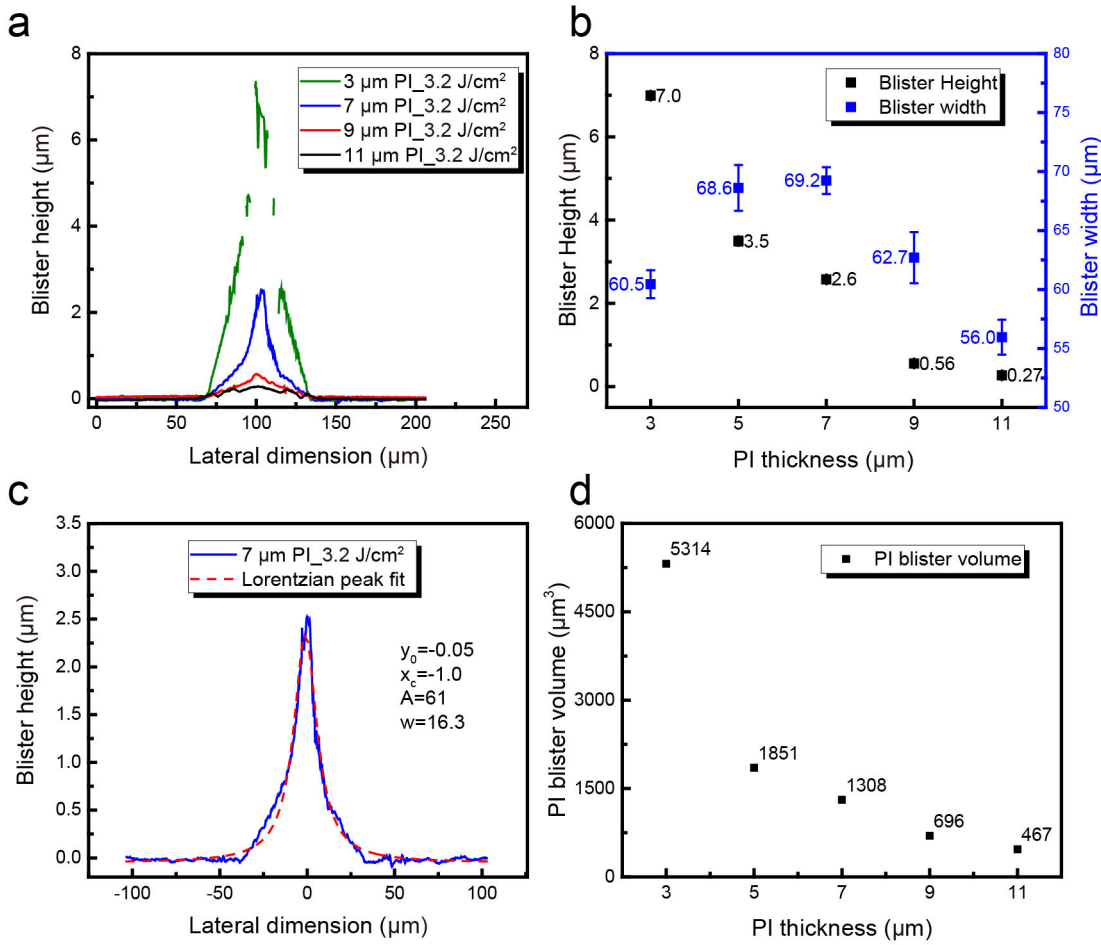 a
8
6
4
2
0
Blister height (µm)
3 µm PI_3.2 J/cm²
7 µm PI_3.2 J/cm²
9 µm PI_3.2 J/cm²
11 µm PI_3.2 J/cm²
0
50
100
150
200
250
Lateral dimension (µm)
b
8
6
4
2
0
Blister Height (µm)
Blister Height
Blister width
7.0
60.5
68.6
3.5
69.2
2.6
62.7
0.56
56.0
0.27
80
75
70
65
60
55
50
Blister width (µm)
3
5
7
9
11
PI thickness (µm)
c
3.5
3.0
2.5
2.0
1.5
1.0
0.5
0.0
Blister height (µm)
7 µm PI_3.2 J/cm²
Lorentzian peak fit
y₀=-0.05
x꜀=-1.0
A=61
w=16.3
-100
-50
0
50
100
Lateral dimension (µm)
d
6000
4500
3000
1500
0
PI blister volume (µm³)
PI blister volume
5314
1851
1308
696
467
3
5
7
9
11
PI thickness (µm)